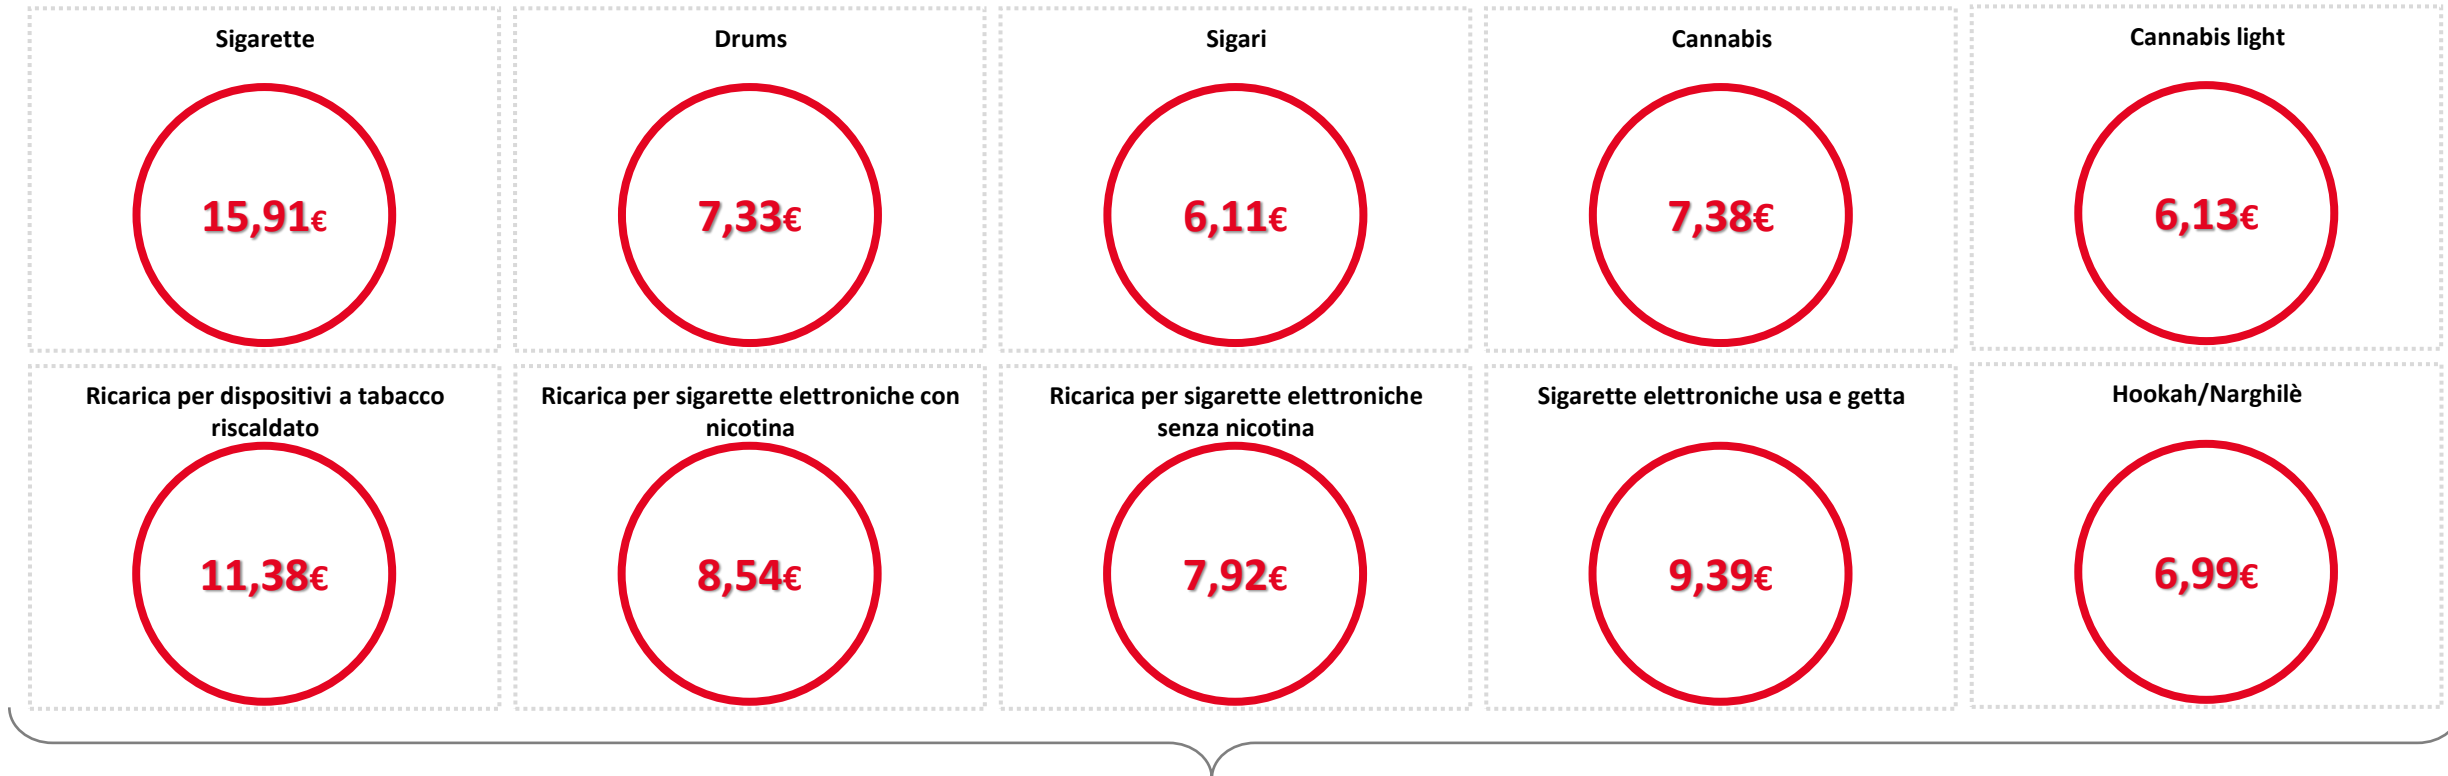 Sigarette
15,91€
Drums
7,33€
Sigari
6,11€
Cannabis
7,38€
Cannabis light
6,13€
Ricarica per dispositivi a tabacco
riscaldato
11,38€
Ricarica per sigarette elettroniche con
nicotina
8,54€
Ricarica per sigarette elettroniche
senza nicotina
7,92€
Sigarette elettroniche usa e getta
9,39€
Hookah/Narghilè
6,99€